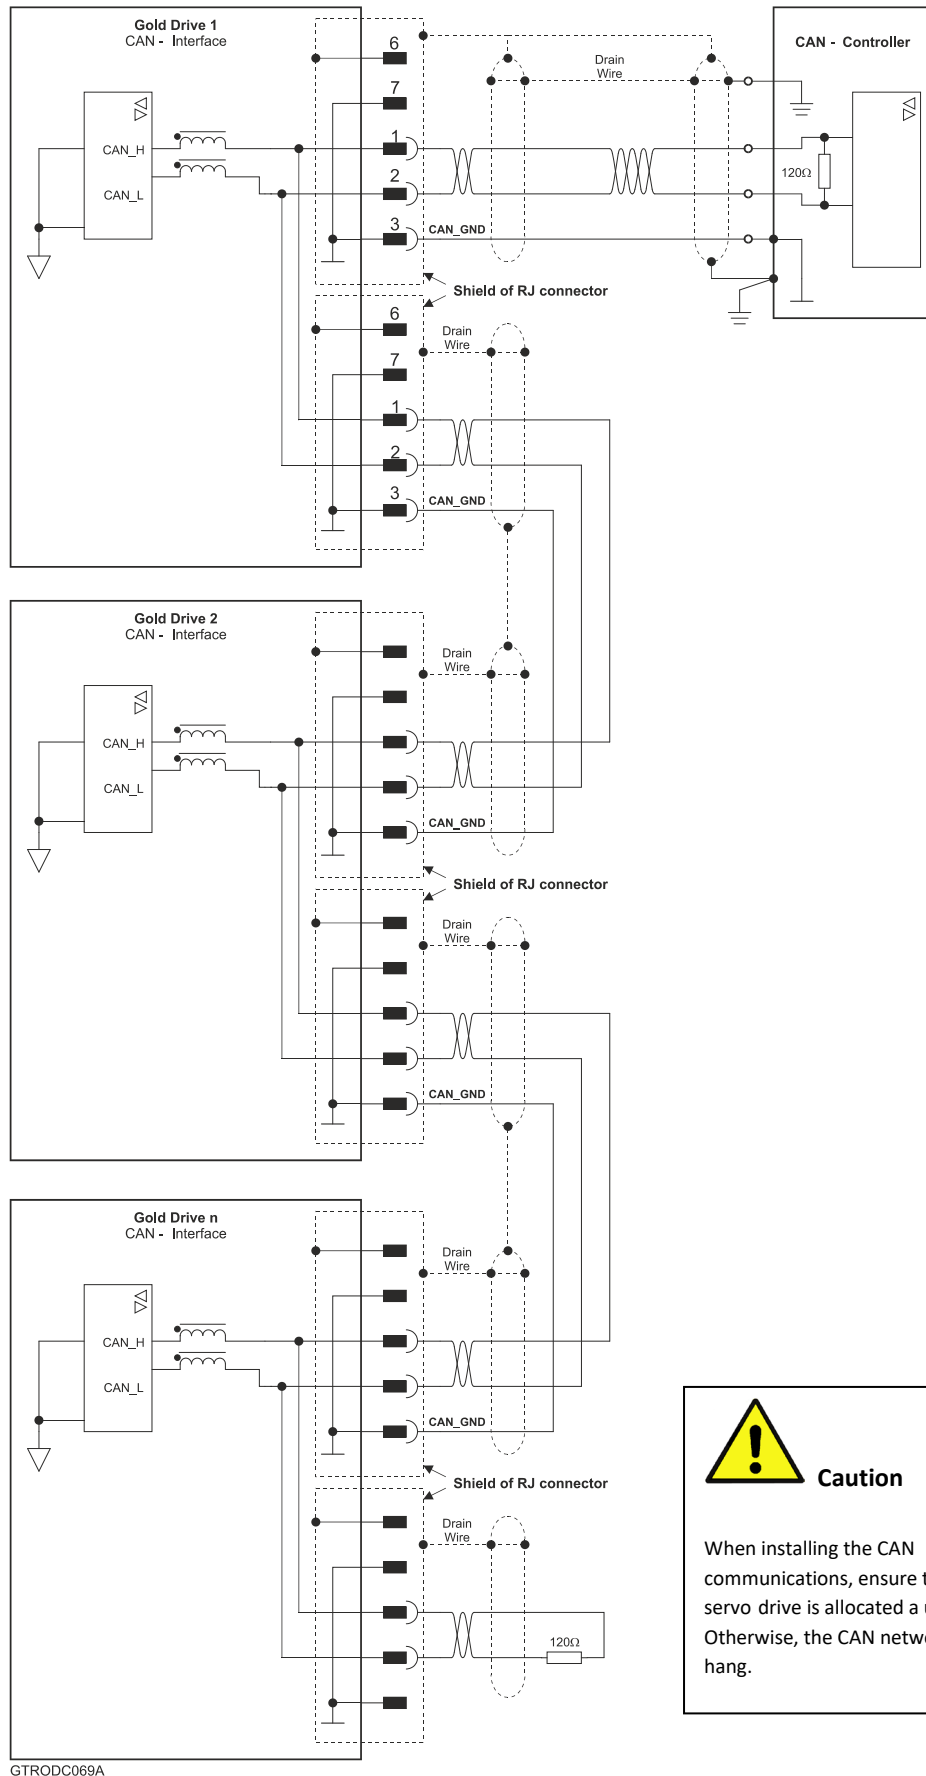 Gold Drive 1
CAN - Interface
CAN_H
CAN_L
6
7
1
2
3
CAN_GND
Drain
Wire
CAN - Controller
120Ω
Shield of RJ connector
6
7
1
2
3
Drain
Wire
CAN_GND
Gold Drive 2
CAN - Interface
CAN_H
CAN_L
Drain
Wire
CAN_GND
Shield of RJ connector
Drain
Wire
CAN_GND
Gold Drive n
CAN - Interface
CAN_H
CAN_L
Drain
Wire
CAN_GND
Shield of RJ connector
Drain
Wire
120Ω
Caution
When installing the CAN
communications, ensure
servo drive is allocated a
Otherwise, the CAN
hang.
GTRODC069A